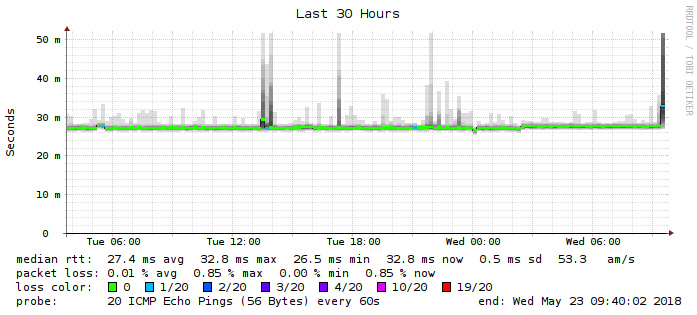 Last 30 Hours
RRDTOOL / TOBI OETIKER
Seconds
50 m
40 m
30 m
20 m
10 m
0
Tue 06:00 Tue 12:00 Tue 18:00 Wed 00:00 Wed 06:00
median rtt: 27.4 ms avg 32.8 ms max 26.5 ms min 32.8 ms now 0.5 ms sd 53.3 am/s
packet loss: 0.01 % avg 0.85 % max 0.00 % min 0.85 % now
loss color: 0 1/20 2/20 3/20 4/20 10/20 19/20
probe: 20 ICMP Echo Pings (56 Bytes) every 60s end: Wed May 23 09:40:02 2018